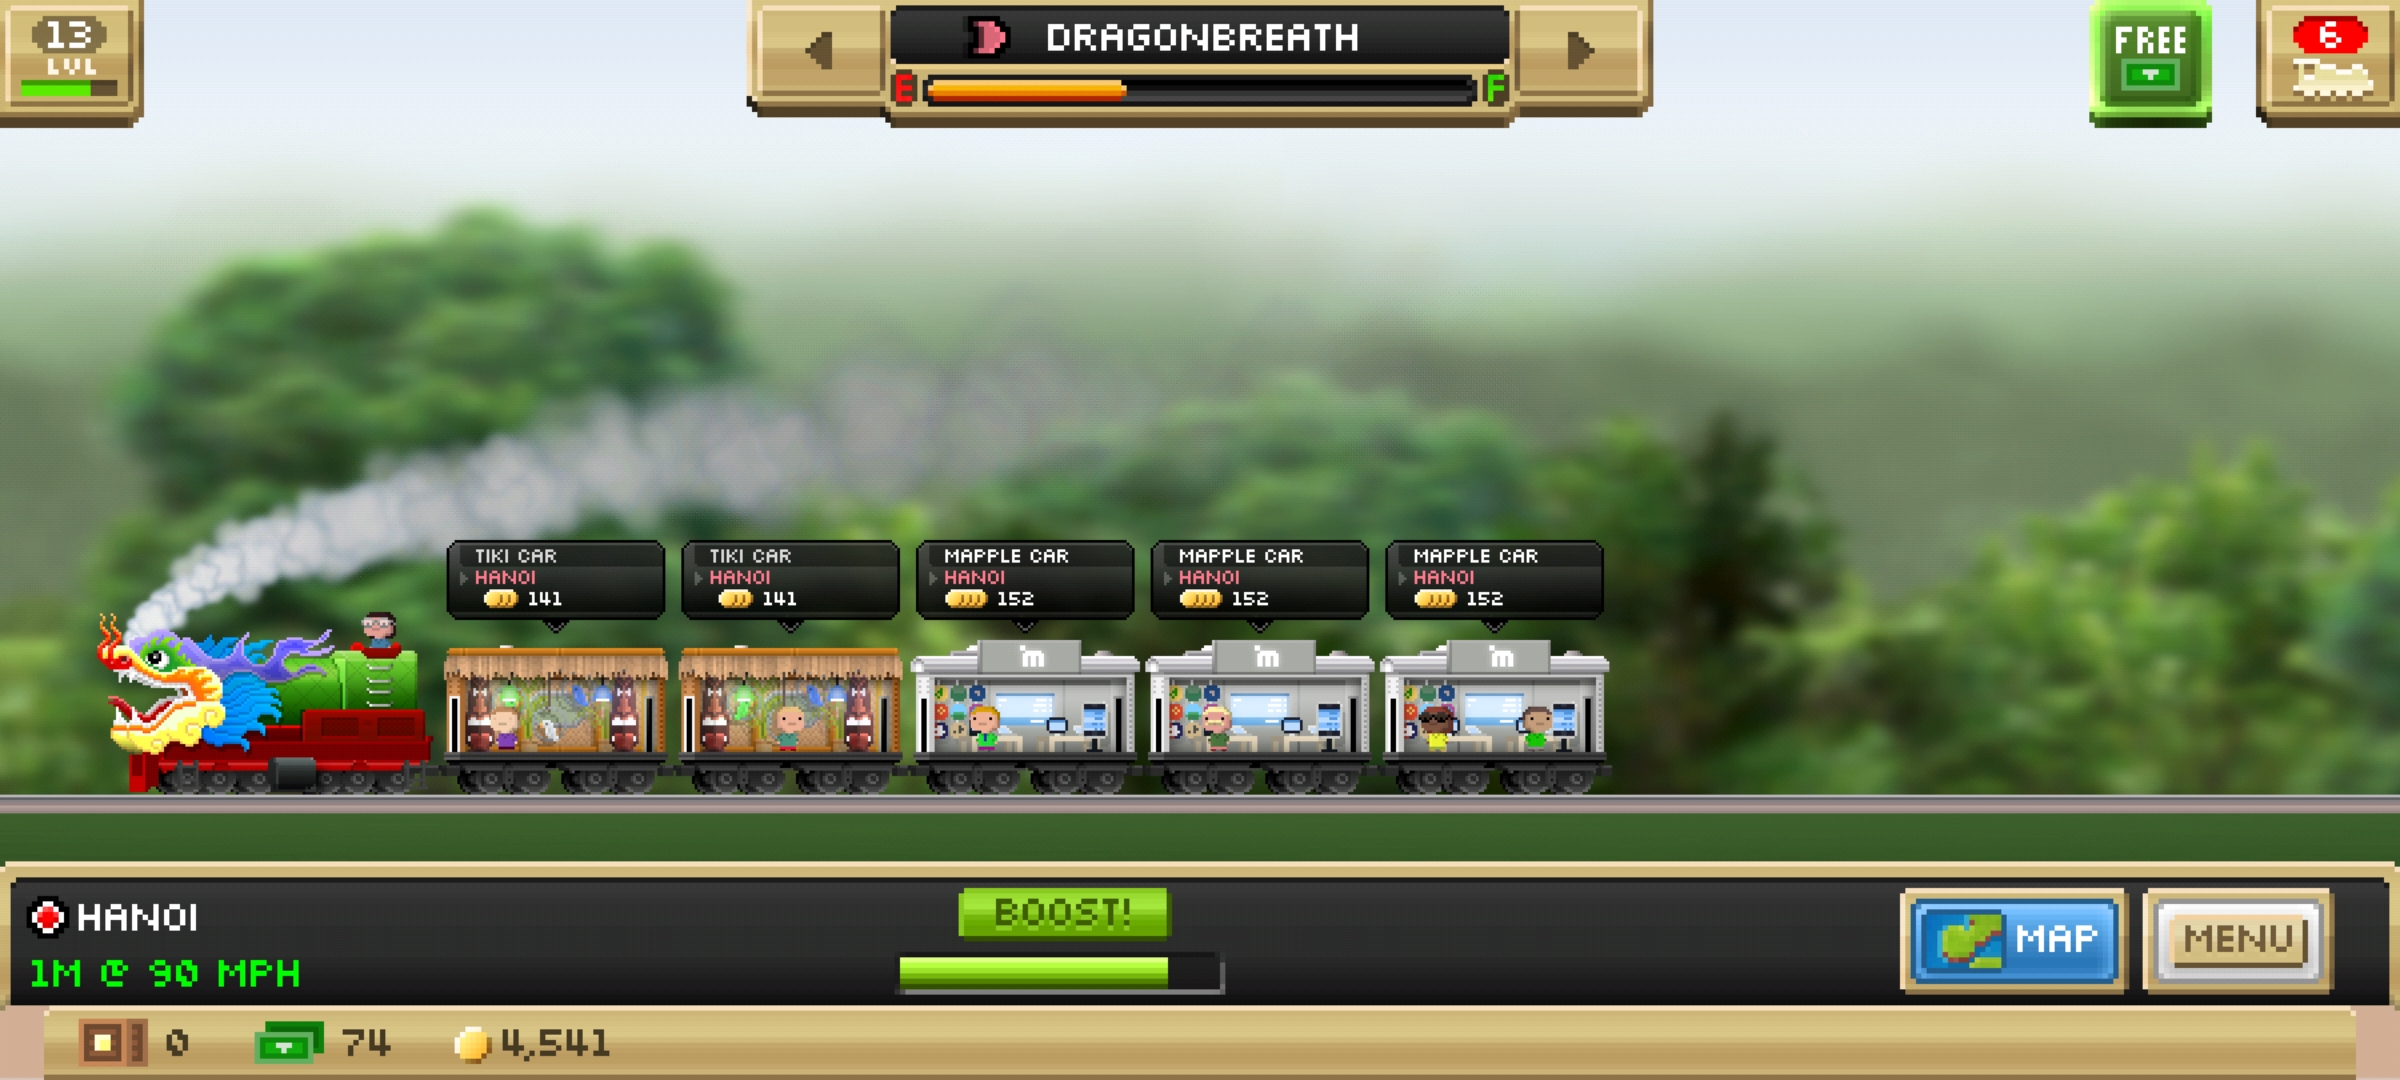 13
LVL
DRAGONBREATH
E
F
FREE
6
TIKI CAR
HANOI
141
TIKI CAR
HANOI
141
MAPPLE CAR
HANOI
152
MAPPLE CAR
HANOI
152
MAPPLE CAR
HANOI
152
m
m
m
HANOI
1M @ 90 MPH
BOOST!
MAP
MENU
0
74
4,541